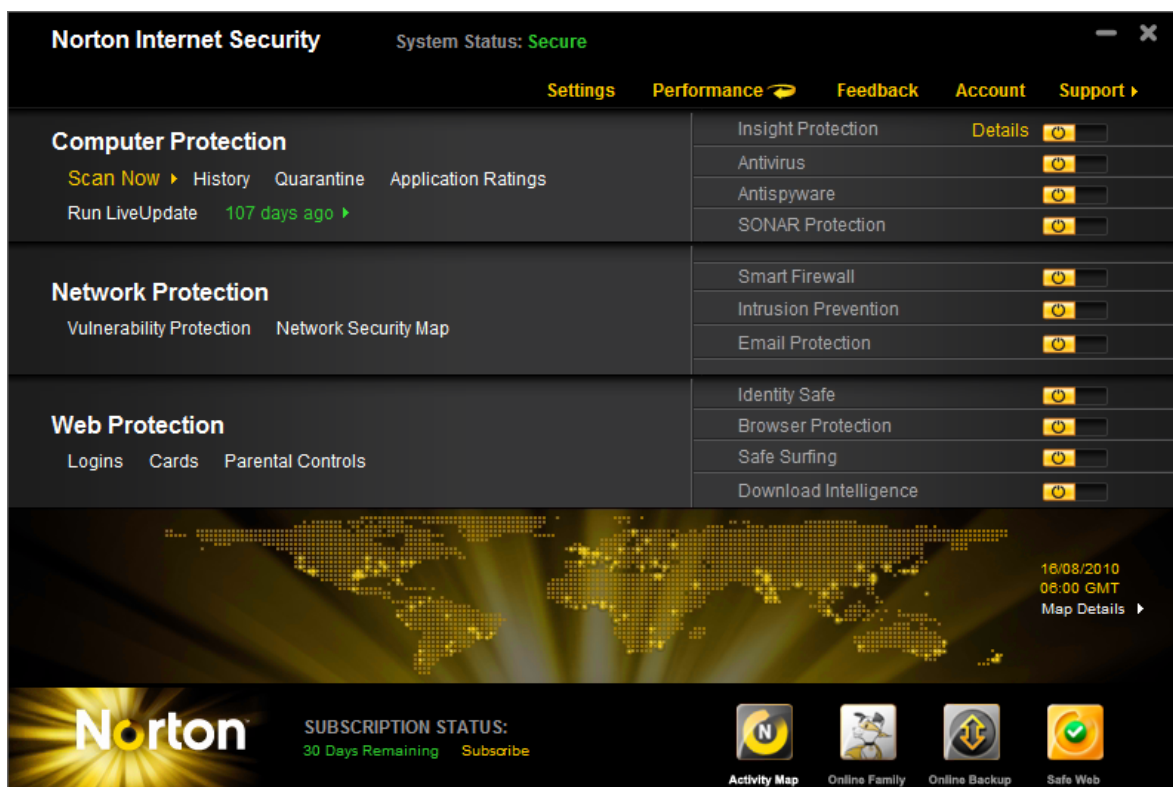 Norton Internet Security System Status: Secure
Settings Performance Feedback Account Support
Computer Protection
Scan Now History Quarantine Application Ratings
Run LiveUpdate 107 days ago
Insight Protection Details
Antivirus
Antispyware
SONAR Protection
Network Protection
Vulnerability Protection Network Security Map
Smart Firewall
Intrusion Prevention
Email Protection
Web Protection
Logins Cards Parental Controls
Identity Safe
Browser Protection
Safe Surfing
Download Intelligence
16/08/2010
06:00 GMT
Map Details
Norton
SUBSCRIPTION STATUS:
30 Days Remaining Subscribe
N
Activity Map Online Family Online Backup Safe Web